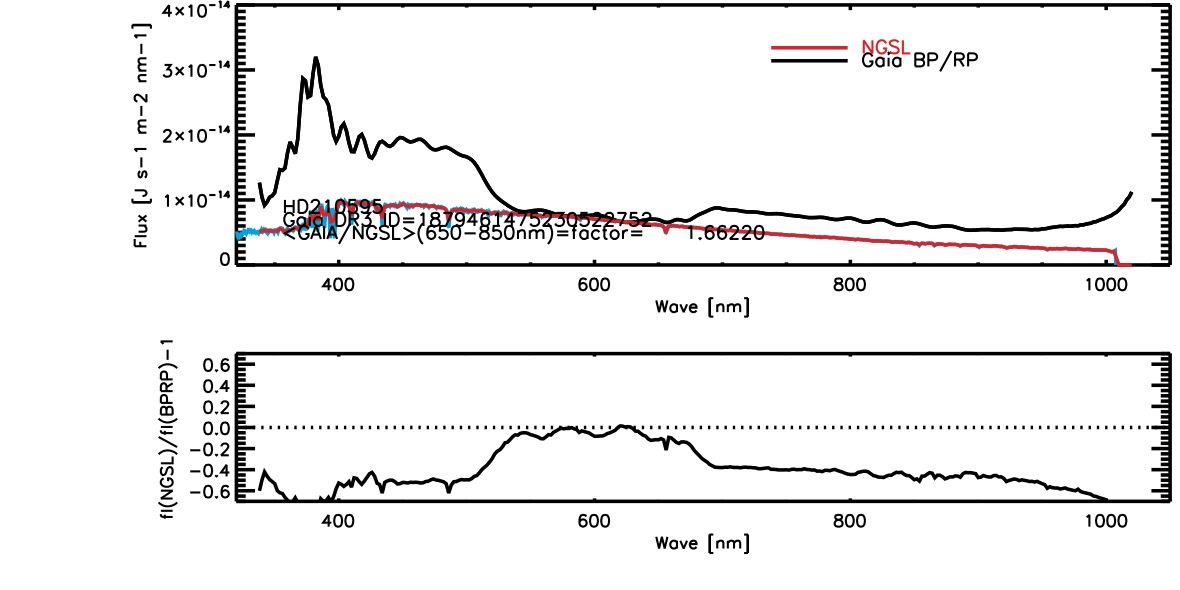 4×10⁻¹⁴
3×10⁻¹⁴
2×10⁻¹⁴
1×10⁻¹⁴
0
Flux [J s−1 m−2 nm−1]
NGSL
Gaia BP/RP
HD210595
Gaia DR3 ID=
<GAIA/NGSL>(650−850nm)=factor= 1.66220
400 600 800 1000
Wave [nm]
0.6
0.4
0.2
0.0
−0.2
−0.4
−0.6
fl(NGSL)/fl(BPRP)−1
400 600 800 1000
Wave [nm]